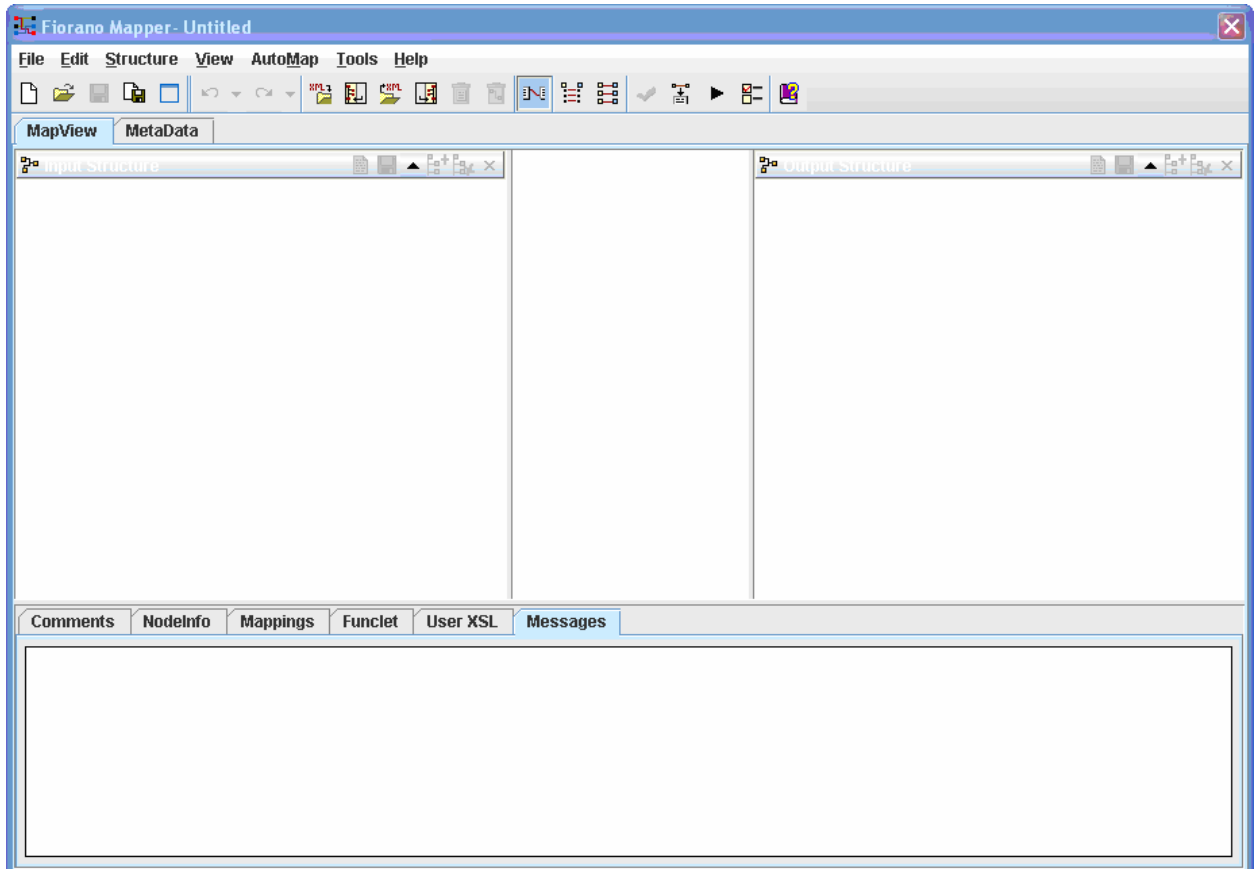 Fiorano Mapper- Untitled
File Edit Structure View AutoMap Tools Help
MapView MetaData
Input Structure Output Structure
Comments NodeInfo Mappings Funclet User XSL Messages